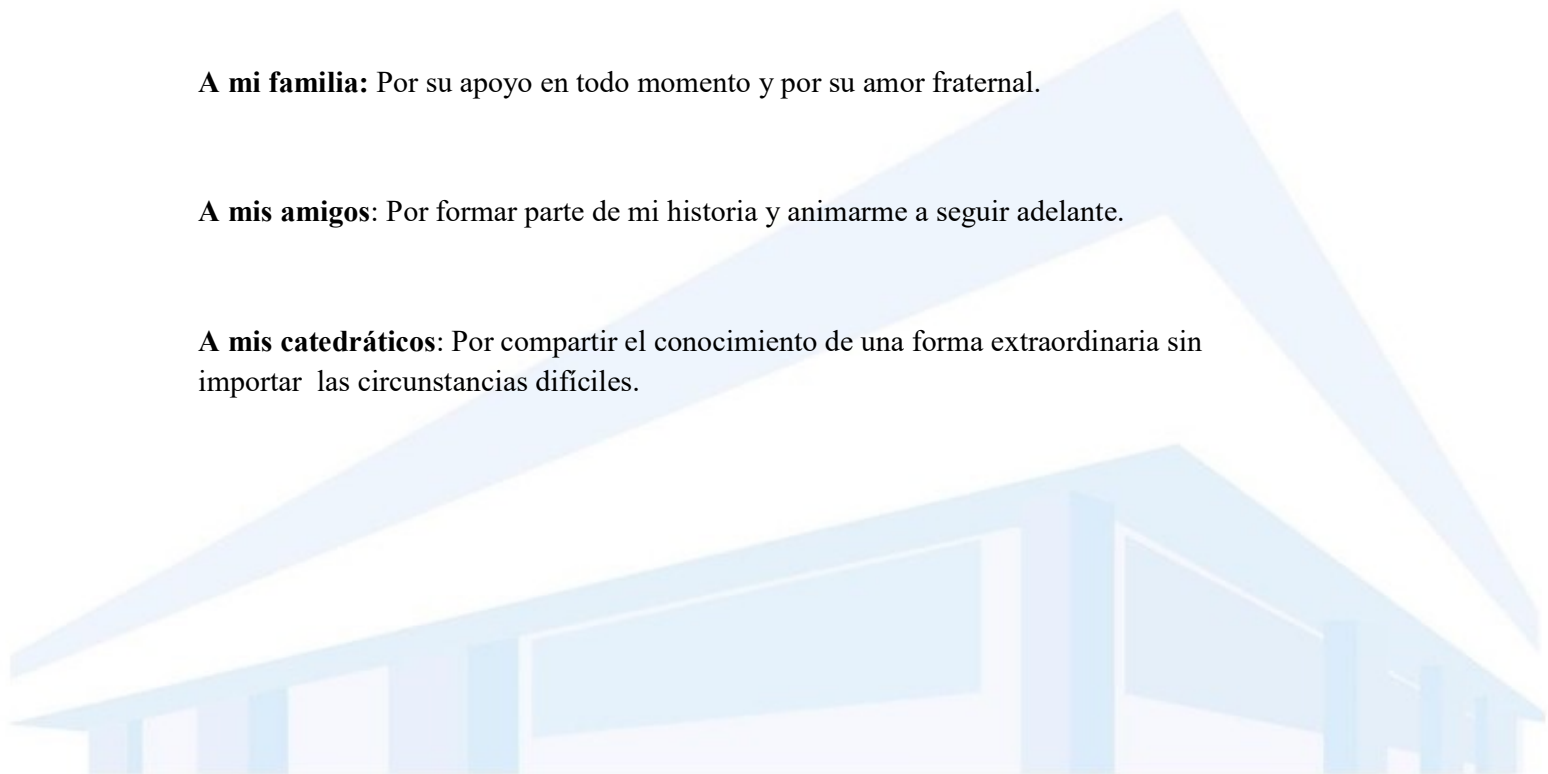 A mi familia: Por su apoyo en todo momento y por su amor fraternal.
A mis amigos: Por formar parte de mi historia y animarme a seguir adelante.
A mis catedráticos: Por compartir el conocimiento de una forma extraordinaria sin
importar  las circunstancias difíciles.